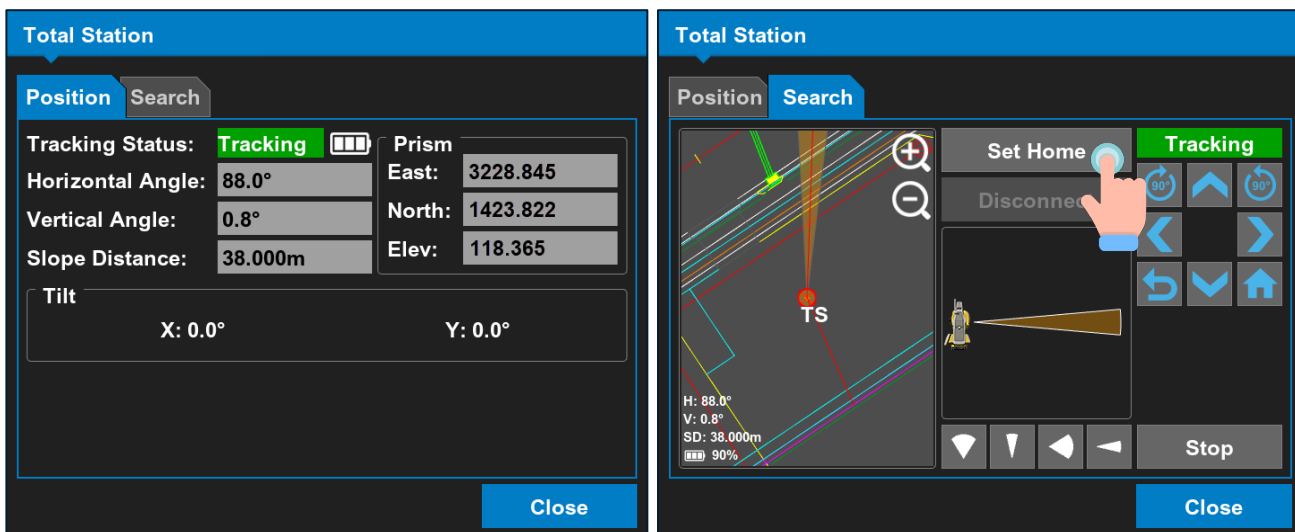 Total Station
Position Search
Tracking Status: Tracking
Horizontal Angle: 88.0°
Vertical Angle: 0.8°
Slope Distance: 38.000m
Prism
East: 3228.845
North: 1423.822
Elev: 118.365
Tilt
X: 0.0° Y: 0.0°
Close
Total Station
Position Search
TS
H: 88.0°
V: 0.8°
SD: 38.000m
90%
Set Home
Disconnect
Tracking
90° 90°
Stop
Close